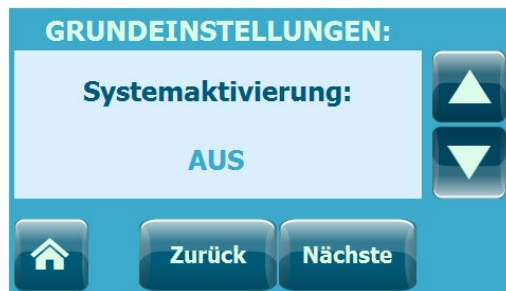 GRUNDEINSTELLUNGEN:
Systemaktivierung:
AUS
Zurück Nächste